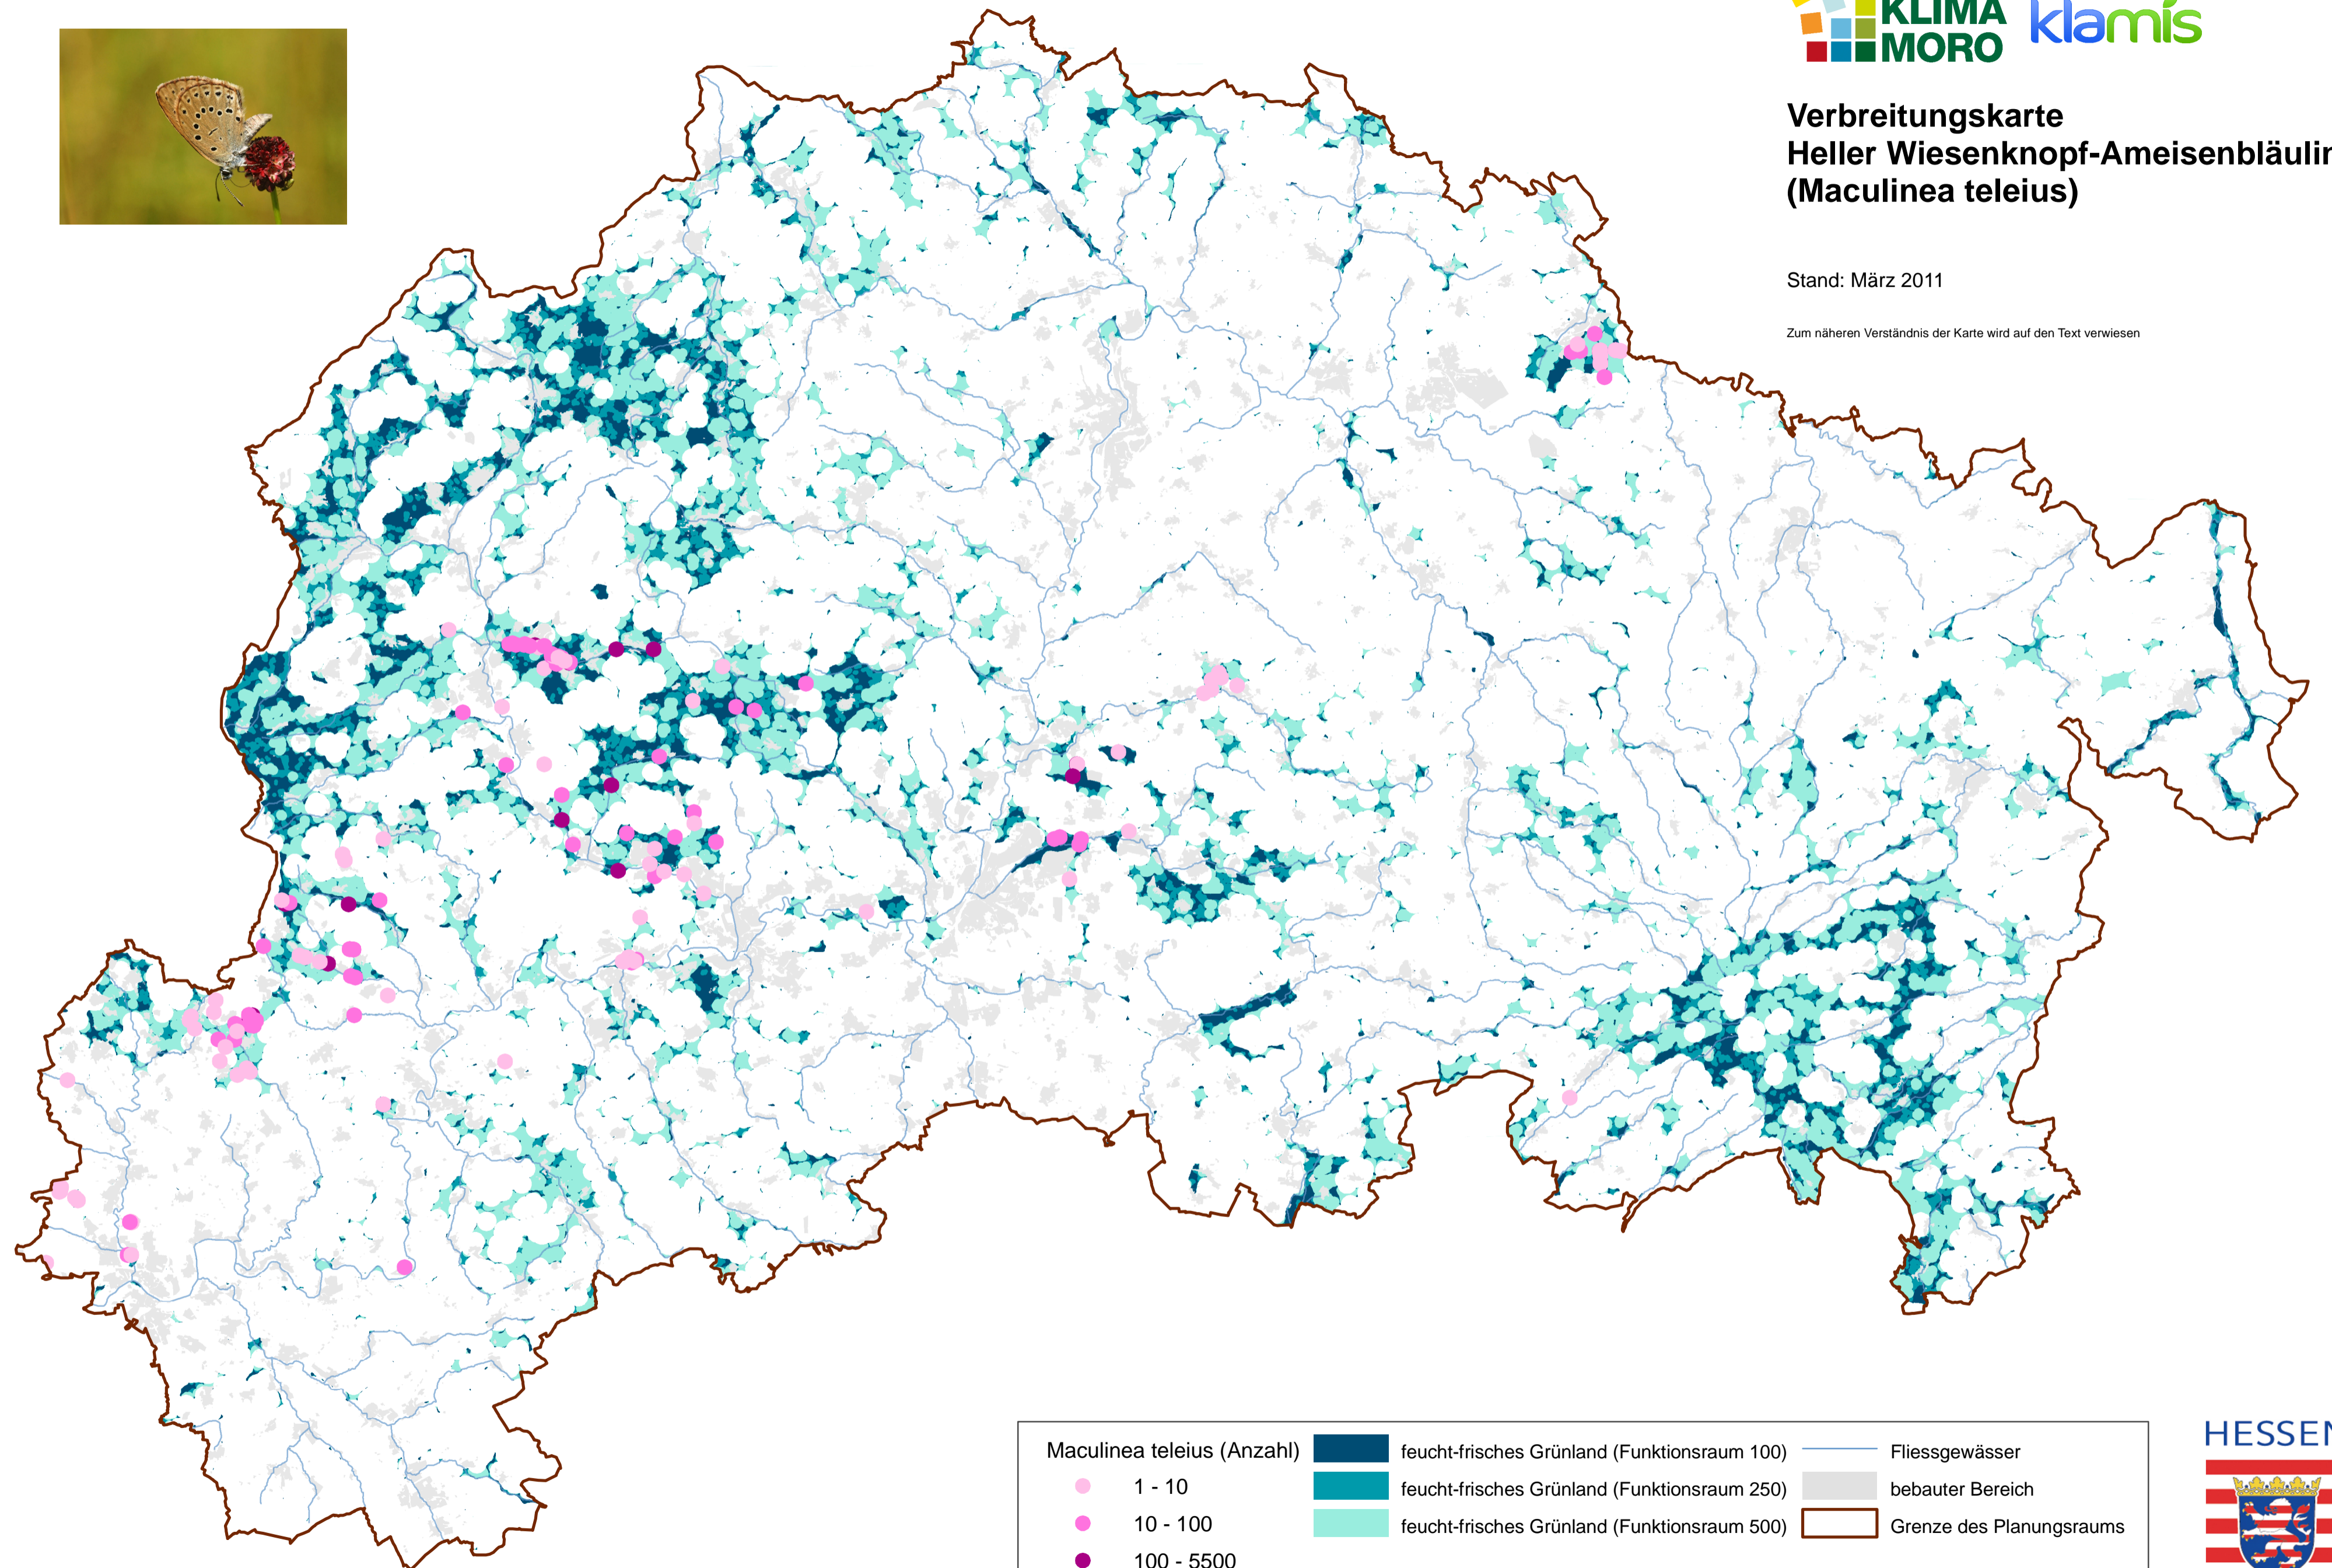 KLIMA
MORO
klamis
Verbreitungskarte
Heller Wiesenknopf-Ameisenbläulin
(Maculinea teleius)
Stand: März 2011
Zum näheren Verständnis der Karte wird auf den Text verwiesen
Maculinea teleius (Anzahl)
1 - 10
10 - 100
100 - 5500
feucht-frisches Grünland (Funktionsraum 100)
feucht-frisches Grünland (Funktionsraum 250)
feucht-frisches Grünland (Funktionsraum 500)
Fliessgewässer
bebauter Bereich
Grenze des Planungsraums
HESSEN